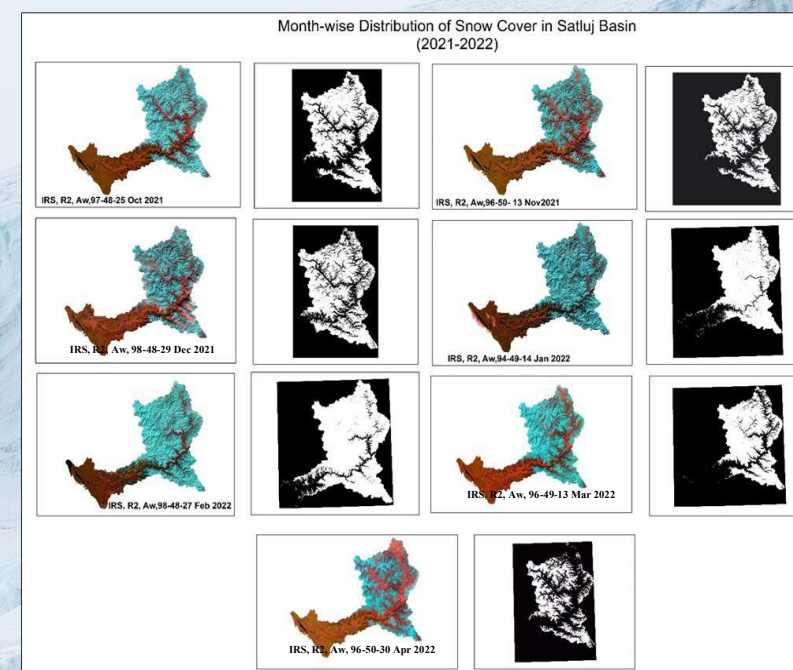 Month-wise Distribution of Snow Cover in Satluj Basin
(2021-2022)
IRS, R2, Aw,97-48-25 Oct 2021
IRS, R2, Aw,96-50- 13 Nov2021
IRS, R2, Aw, 98-48-29 Dec 2021
IRS, R2, Aw,94-49-14 Jan 2022
IRS, R2, Aw,98-48-27 Feb 2022
IRS, R2, Aw, 96-49-13 Mar 2022
IRS, R2, Aw, 96-50-30 Apr 2022